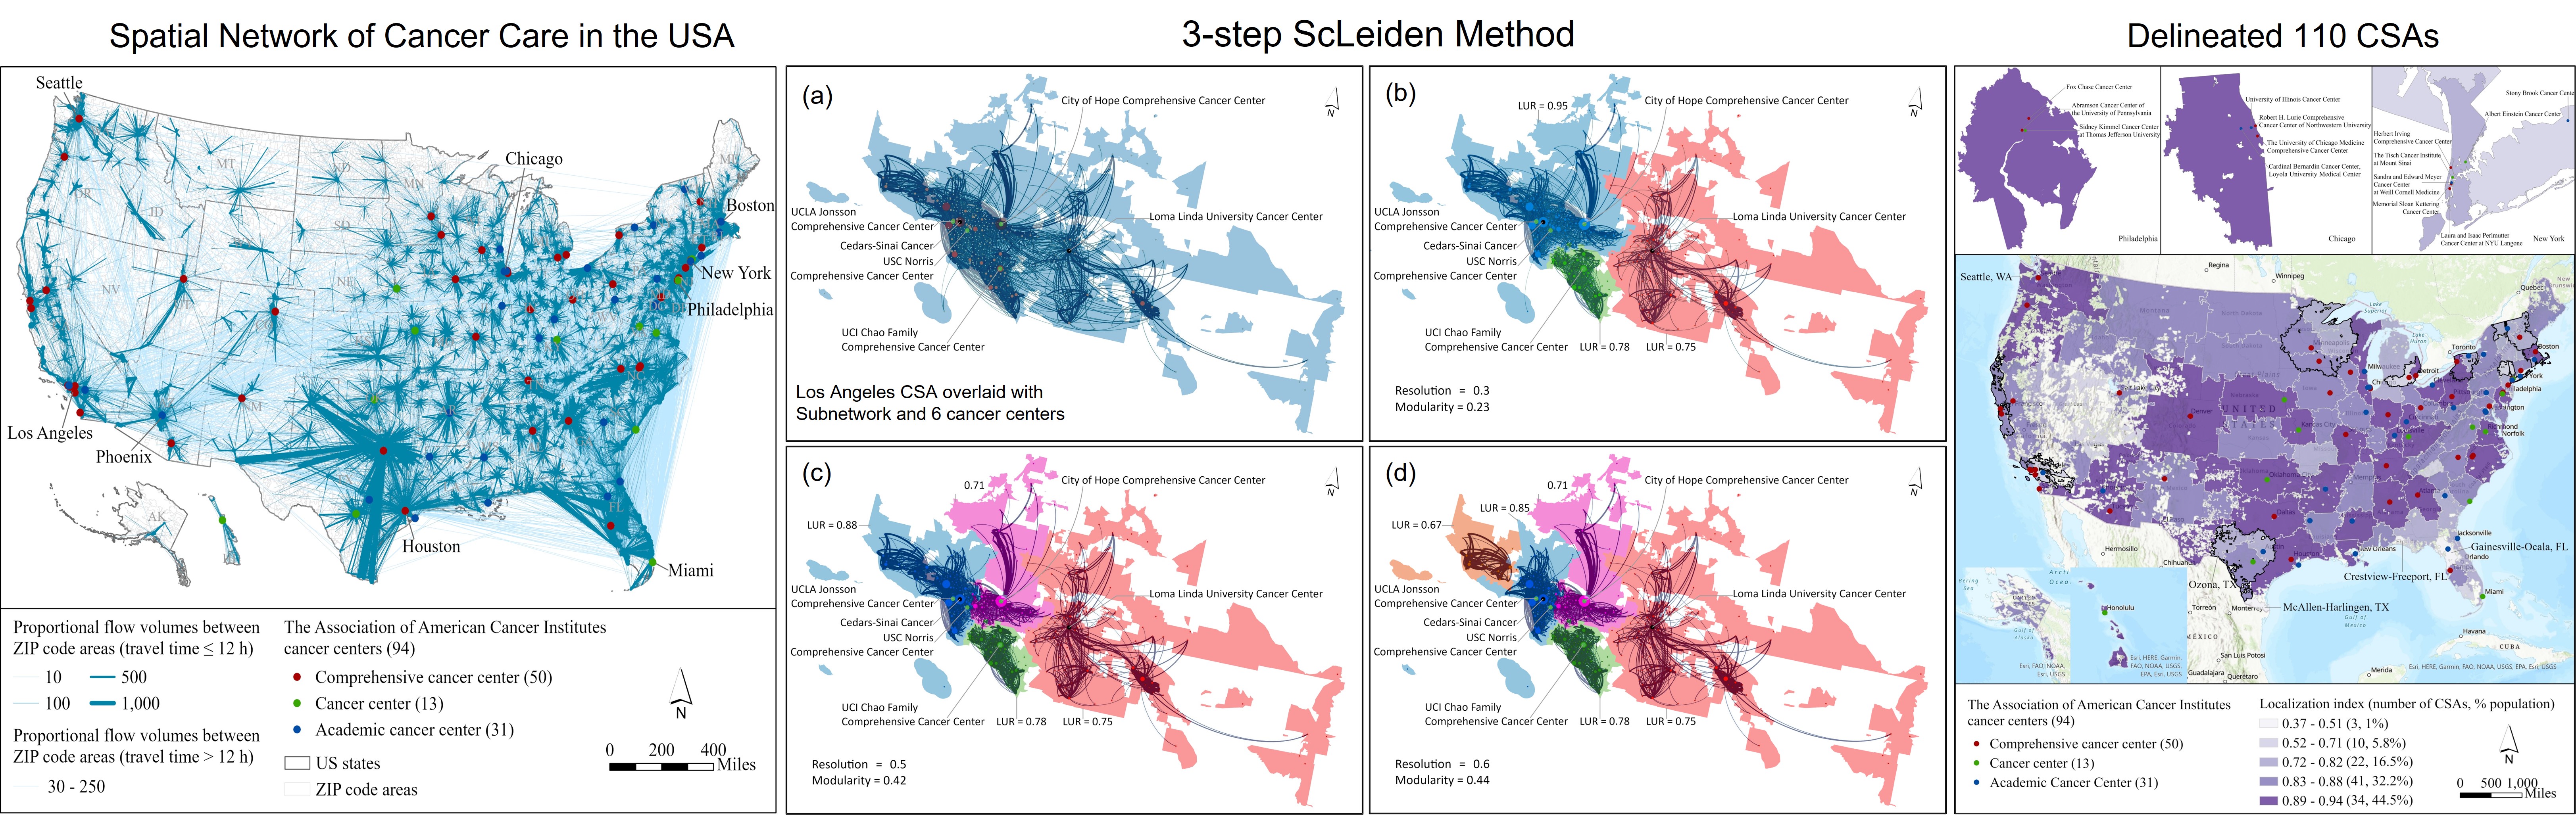 Spatial Network of Cancer Care in the USA
Seattle
Chicago
Boston
New York
Philadelphia
Los Angeles
Phoenix
Houston
Miami
MT
ID
OR
NV
ND
SD
NE
MN
AK
FL
AR
Proportional flow volumes between
ZIP code areas (travel time ≤ 12 h)
10
500
100
1,000
Proportional flow volumes between
ZIP code areas (travel time > 12 h)
30 - 250
The Association of American Cancer Institutes
cancer centers (94)
Comprehensive cancer center (50)
Cancer center (13)
Academic cancer center (31)
US states
ZIP code areas
N
0 200 400
Miles
3-step ScLeiden Method
(a)
City of Hope Comprehensive Cancer Center
N
UCLA Jonsson
Comprehensive Cancer Center
Loma Linda University Cancer Center
Cedars-Sinai Cancer
USC Norris
Comprehensive Cancer Center
UCI Chao Family
Comprehensive Cancer Center
Los Angeles CSA overlaid with
Subnetwork and 6 cancer centers
(b)
LUR = 0.95
City of Hope Comprehensive Cancer Center
N
UCLA Jonsson
Comprehensive Cancer Center
Loma Linda University Cancer Center
Cedars-Sinai Cancer
USC Norris
Comprehensive Cancer Center
UCI Chao Family
Comprehensive Cancer Center
LUR = 0.78
LUR = 0.75
Resolution = 0.3
Modularity = 0.23
(c)
0.71
City of Hope Comprehensive Cancer Center
N
LUR = 0.88
UCLA Jonsson
Comprehensive Cancer Center
Loma Linda University Cancer Center
Cedars-Sinai Cancer
USC Norris
Comprehensive Cancer Center
UCI Chao Family
Comprehensive Cancer Center
LUR = 0.78
LUR = 0.75
Resolution = 0.5
Modularity = 0.42
(d)
0.71
City of Hope Comprehensive Cancer Center
N
LUR = 0.85
LUR = 0.67
UCLA Jonsson
Comprehensive Cancer Center
Loma Linda University Cancer Center
Cedars-Sinai Cancer
USC Norris
Comprehensive Cancer Center
UCI Chao Family
Comprehensive Cancer Center
LUR = 0.78
LUR = 0.75
Resolution = 0.6
Modularity = 0.44
Delineated 110 CSAs
Fox Chase Cancer Center
Abramson Cancer Center of
the University of Pennsylvania
Sidney Kimmel Cancer Center
at Thomas Jefferson University
Philadelphia
University of Illinois Cancer Center
Robert H. Lurie Comprehensive
Cancer Center of Northwestern University
The University of Chicago Medicine
Comprehensive Cancer Center
Cardinal Bernardin Cancer Center,
Loyola University Medical Center
Chicago
Stony Brook Cancer Cente
Albert Einstein Cancer Center
Herbert Irving
Comprehensive Cancer Center
The Tisch Cancer Institute
at Mount Sinai
Sandra and Edward Meyer
Cancer Center
at Weill Cornell Medicine
Memorial Sloan Kettering
Cancer Center
Laura and Isaac Perlmutter
Cancer Center at NYU Langone
New York
Seattle, WA
Regina
Winnipeg
Quebec
Lake
Superior
Lake
Huron
Toronto
Boston
Detroit
UNITED
STATES
Denver
Kansas City
Dallas
Norfolk
New Orleans
Jacksonville
Gainesville-Ocala, FL
Orlando
Crestview-Freeport, FL
Miami
Ozona, TX
McAllen-Harlingen, TX
Hermosillo
Chihuah
Torreón
Monterrey
Gulf of
Mexico
MÉXICO
San Luis Potosí
Guadalajara
Querétaro
Havana
CUBA
Merida
Arctic
Ocea
Bering
Sea
Gulf of
Alaska
Honolulu
Esri, FAO, NOAA,
Esri, USGS
Esri, HERE, Garmin,
FAO, NOAA, USGS,
EPA, Esri, USGS
Esri, HERE, Garmin, FAO, NOAA, USGS, EPA, Esri, USGS
The Association of American Cancer Institutes
cancer centers (94)
Comprehensive cancer center (50)
Cancer center (13)
Academic Cancer Center (31)
Localization index (number of CSAs, % population)
0.37 - 0.51 (3, 1%)
0.52 - 0.71 (10, 5.8%)
0.72 - 0.82 (22, 16.5%)
0.83 - 0.88 (41, 32.2%)
0.89 - 0.94 (34, 44.5%)
N
0 500 1,000
Miles